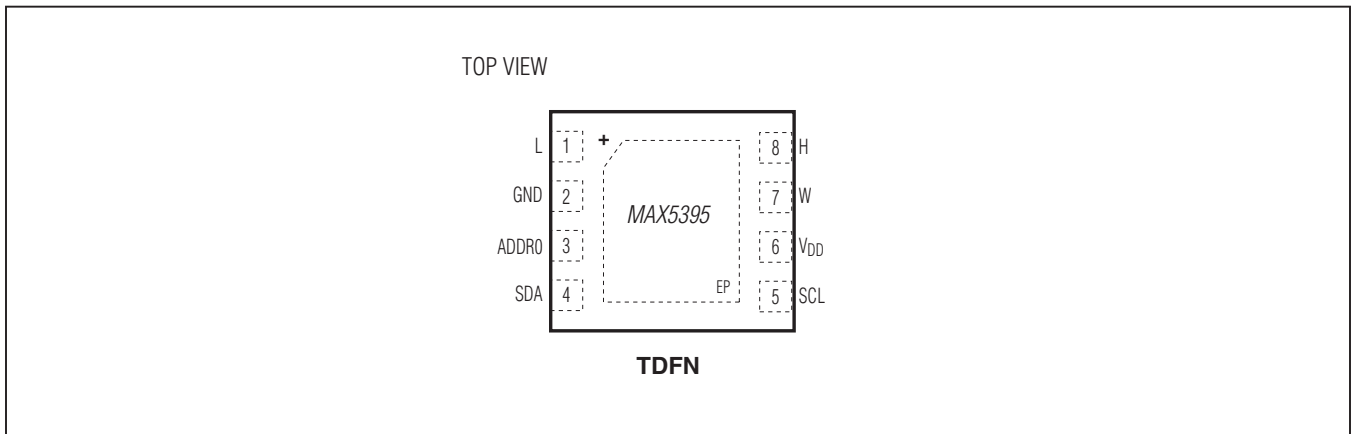 TOP VIEW
L 1 + 8 H
GND 2 7 W
MAX5395
ADDR0 3 6 VDD
SDA 4 EP 5 SCL
TDFN